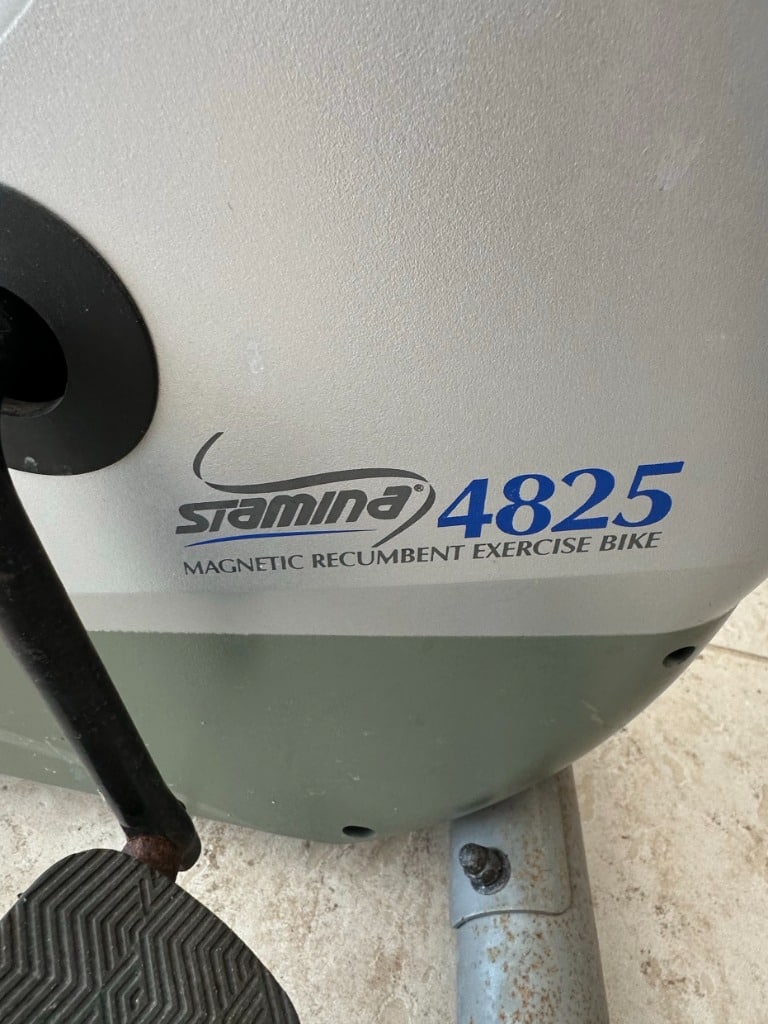 STAMINA® 4825
MAGNETIC RECUMBENT EXERCISE BIKE